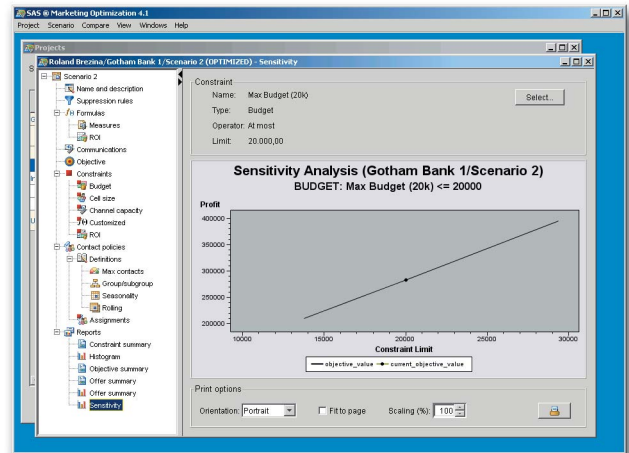 SAS ® Marketing Optimization 4.1
Project Scenario Compare View Windows Help
Projects
Roland Brezina/Gotham Bank 1/Scenario 2 (OPTIMIZED) - Sensitivity
Scenario 2
Name and description
Suppression rules
Formulas
Measures
ROI
Communications
Objective
Constraints
Budget
Cell size
Channel capacity
Customized
ROI
Contact policies
Definitions
Max contacts
Group/subgroup
Seasonality
Rolling
Assignments
Reports
Constraint summary
Histogram
Objective summary
Offer summary
Offer summary
Sensitivity
Constraint
Name: Max Budget (20k)
Select...
Type: Budget
Operator: At most
Limit: 20.000,00
Sensitivity Analysis (Gotham Bank 1/Scenario 2)
BUDGET: Max Budget (20k) <= 20000
Profit
400000
350000
300000
250000
200000
10000 15000 20000 25000 30000
Constraint Limit
objective_value current_objective_value
Print options
Orientation: Portrait Fit to page Scaling (%): 100